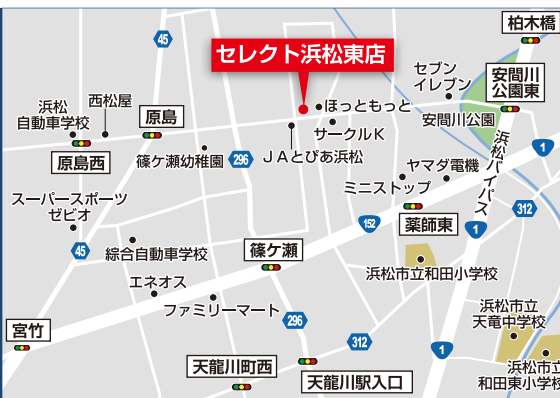 柏木橋
45
セレクト浜松東店
セブン
イレブン
安間川
公園東
浜松
自動車学校
西松屋
原島
ほっともっと
サークルK
安間川公園
原島西
篠ケ瀬幼稚園
296
JAとぴあ浜松
浜松バイパス
1
ヤマダ電機
ミニストップ
スーパースポーツ
ゼビオ
312
152
薬師東
1
45
綜合自動車学校
篠ケ瀬
浜松市立和田小学校
エネオス
ファミリーマート
浜松市立
天竜中学校
宮竹
296
312
1
天龍川町西
天龍川駅入口
浜松市立
和田東小学校